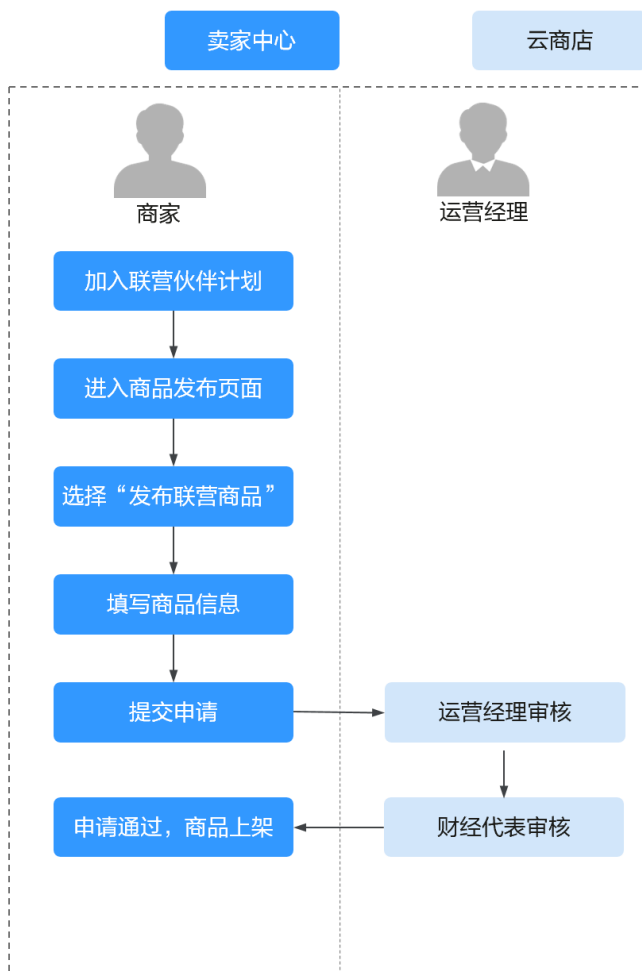 卖家中心
云商店
商家
运营经理
加入联营伙伴计划
进入商品发布页面
选择“发布联营商品”
填写商品信息
提交申请
运营经理审核
申请通过，商品上架
财经代表审核